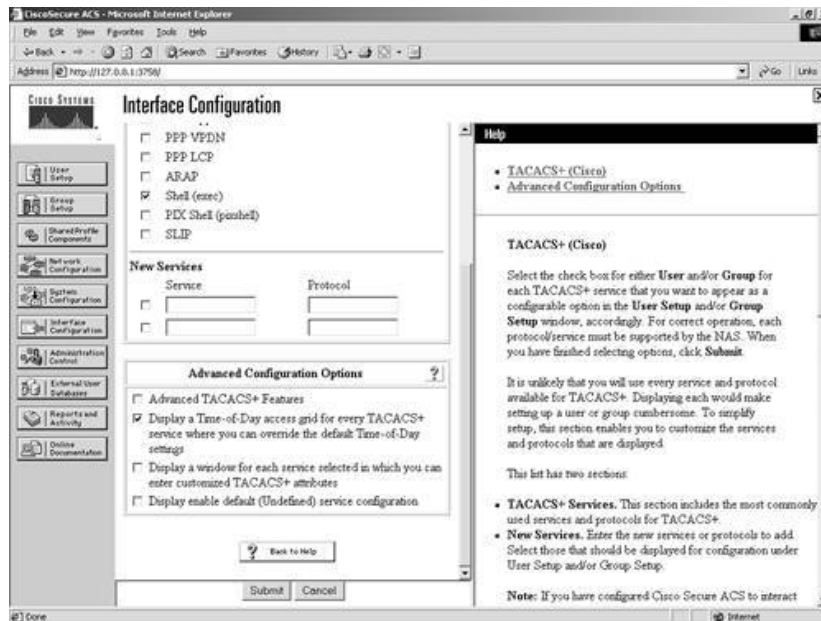 CiscoSecure ACS - Microsoft Internet Explorer
File Edit View Favorites Tools Help
Back Search Favorites History
Address http://127.0.0.1:3758/ Go Links
Cisco Systems
Interface Configuration
User Setup
Group Setup
Shared Profile Components
Network Configuration
System Configuration
Interface Configuration
Administration Control
External User Databases
Reports and Activity
Online Documentation
PPP VPDN
PPP LCP
ARAP
Shell (exec)
PIX Shell (pixshell)
SLIP
New Services
Service Protocol
Advanced Configuration Options ?
Advanced TACACS+ Features
Display a Time-of-Day access grid for every TACACS+
service where you can override the default Time-of-Day
settings
Display a window for each service selected in which you can
enter customized TACACS+ attributes
Display enable default (Undefined) service configuration
? Back to Help
Submit Cancel
Help
• TACACS+ (Cisco)
• Advanced Configuration Options
TACACS+ (Cisco)
Select the check box for either User and/or Group for
each TACACS+ service that you want to appear as a
configurable option in the User Setup and/or Group
Setup window, accordingly. For correct operation, each
protocol/service must be supported by the NAS. When
you have finished selecting options, click Submit.
It is unlikely that you will use every service and protocol
available for TACACS+. Displaying each would make
setting up a user or group cumbersome. To simplify
setup, this section enables you to customize the services
and protocols that are displayed.
This list has two sections:
• TACACS+ Services. This section includes the most commonly
used services and protocols for TACACS+.
• New Services. Enter the new services or protocols to add.
Select those that should be displayed for configuration under
User Setup and/or Group Setup.
Note: If you have configured Cisco Secure ACS to interact
Done Internet